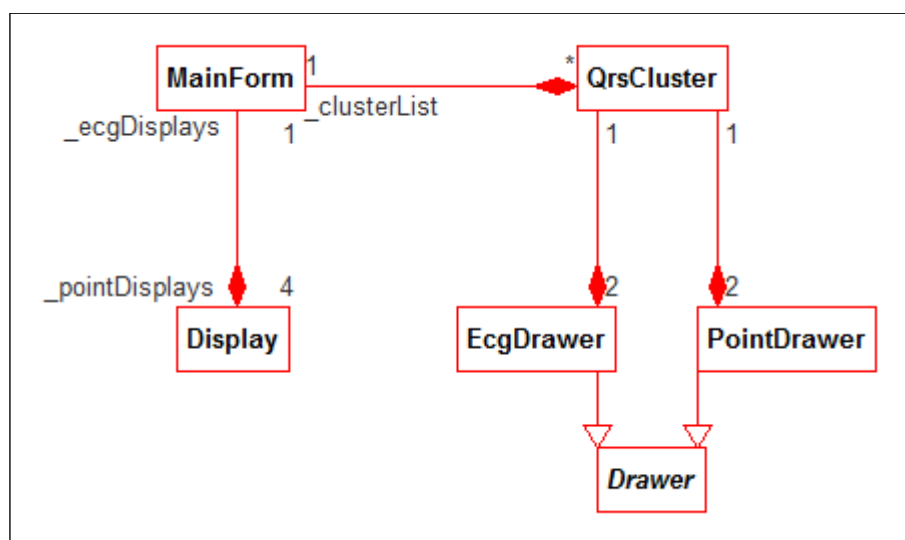 MainForm
1
*
QrsCluster
_clusterList
_ecgDisplays
1
1
1
_pointDisplays
4
2
2
Display
EcgDrawer
PointDrawer
Drawer